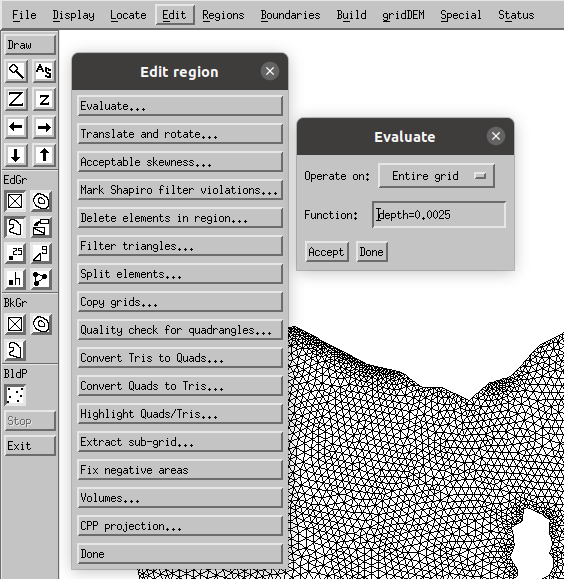 File Display Locate Edit Regions Boundaries Build gridDEM Special Status
Draw
AS
Z z
EdGr
.25
.h
BkGr
BldP
Stop
Exit
Edit region
Evaluate...
Translate and rotate...
Acceptable skewness...
Mark Shapiro filter violations...
Delete elements in region...
Filter triangles...
Split elements...
Copy grids...
Quality check for quadrangles...
Convert Tris to Quads...
Convert Quads to Tris...
Highlight Quads/Tris...
Extract sub-grid...
Fix negative areas
Volumes...
CPP projection...
Done
Evaluate
Operate on: Entire grid
Function: depth=0.0025
Accept Done